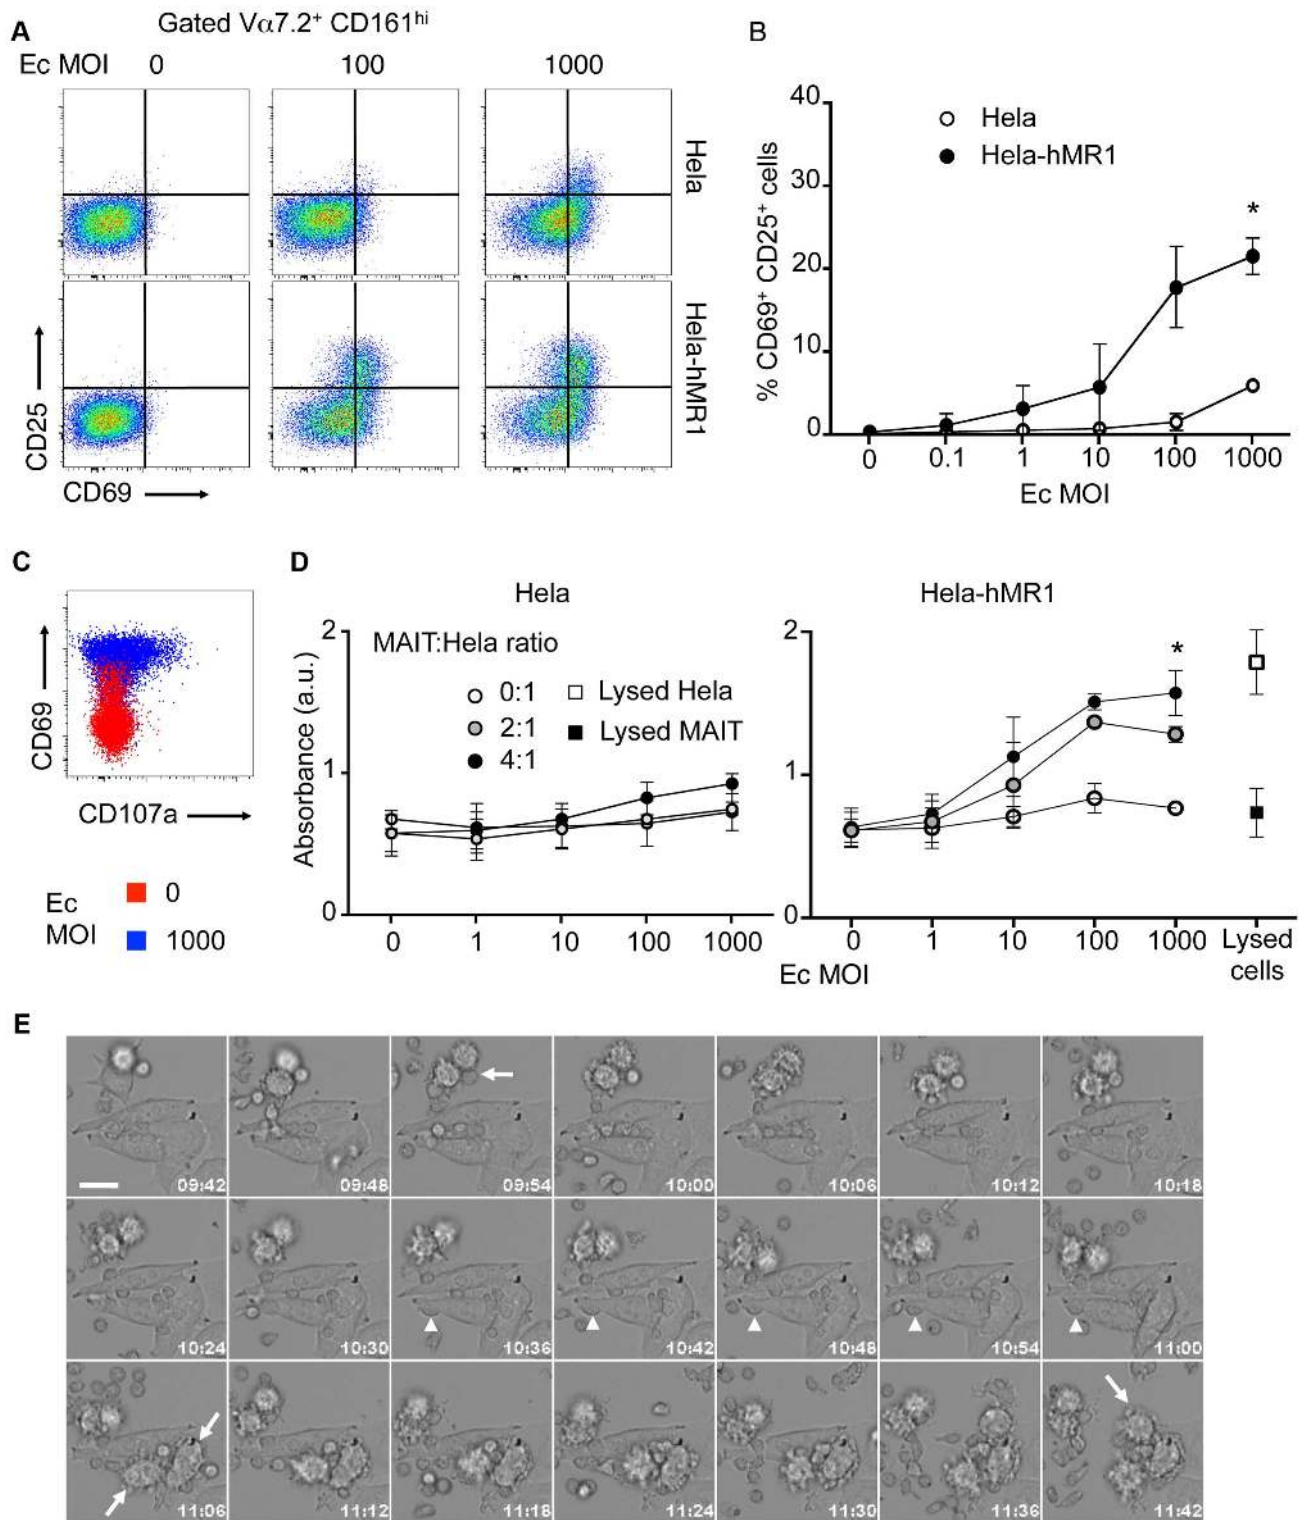 A
Gated Vα7.2⁺ CD161ʰⁱ
Ec MOI 0 100 1000
Hela
Hela-hMR1
CD25
CD69
B
40
30
20
10
0
% CD69⁺ CD25⁺ cells
Hela
Hela-hMR1
*
0 0.1 1 10 100 1000
Ec MOI
C
CD69
CD107a
Ec MOI
0
1000
D
Hela
2
1
0
Absorbance (a.u.)
MAIT:Hela ratio
0:1
2:1
4:1
Lysed Hela
Lysed MAIT
0 1 10 100 1000
Hela-hMR1
2
1
0
*
0 1 10 100 1000 Lysed cells
Ec MOI
E
09:42 09:48 09:54 10:00 10:06 10:12 10:18
10:24 10:30 10:36 10:42 10:48 10:54 11:00
11:06 11:12 11:18 11:24 11:30 11:36 11:42